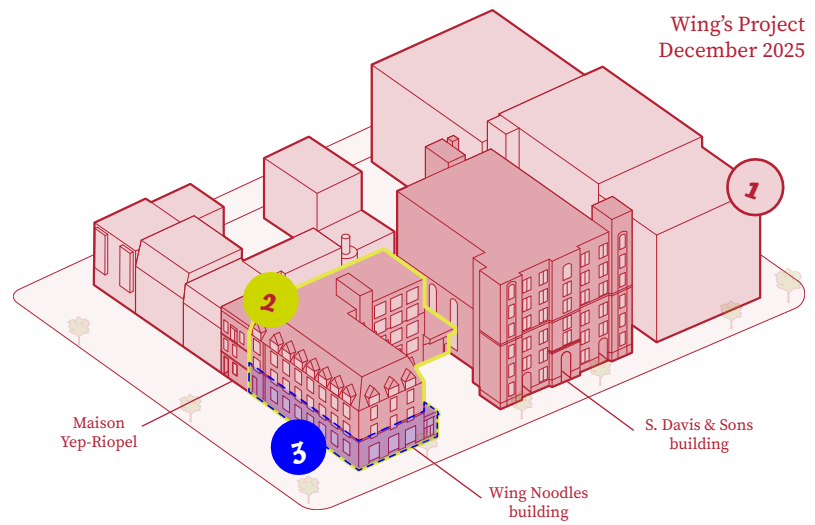 Wing’s Project
December 2025
1
2
3
Maison
Yep-Riopel
S. Davis & Sons
building
Wing Noodles
building